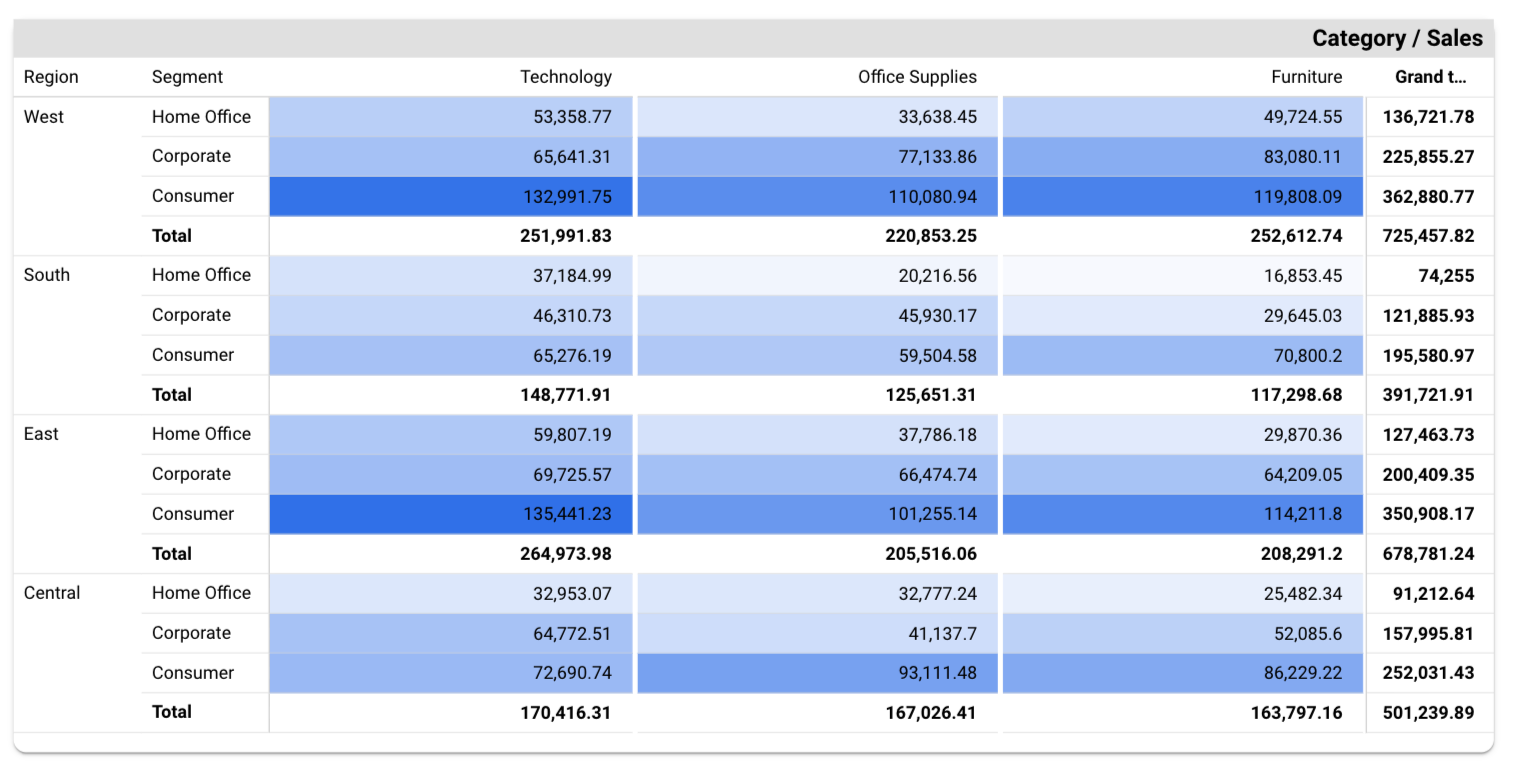 Category / Sales
Region Segment Technology Office Supplies Furniture Grand t...
West Home Office 53,358.77 33,638.45 49,724.55 136,721.78
Corporate 65,641.31 77,133.86 83,080.11 225,855.27
Consumer 132,991.75 110,080.94 119,808.09 362,880.77
Total 251,991.83 220,853.25 252,612.74 725,457.82
South Home Office 37,184.99 20,216.56 16,853.45 74,255
Corporate 46,310.73 45,930.17 29,645.03 121,885.93
Consumer 65,276.19 59,504.58 70,800.2 195,580.97
Total 148,771.91 125,651.31 117,298.68 391,721.91
East Home Office 59,807.19 37,786.18 29,870.36 127,463.73
Corporate 69,725.57 66,474.74 64,209.05 200,409.35
Consumer 135,441.23 101,255.14 114,211.8 350,908.17
Total 264,973.98 205,516.06 208,291.2 678,781.24
Central Home Office 32,953.07 32,777.24 25,482.34 91,212.64
Corporate 64,772.51 41,137.7 52,085.6 157,995.81
Consumer 72,690.74 93,111.48 86,229.22 252,031.43
Total 170,416.31 167,026.41 163,797.16 501,239.89